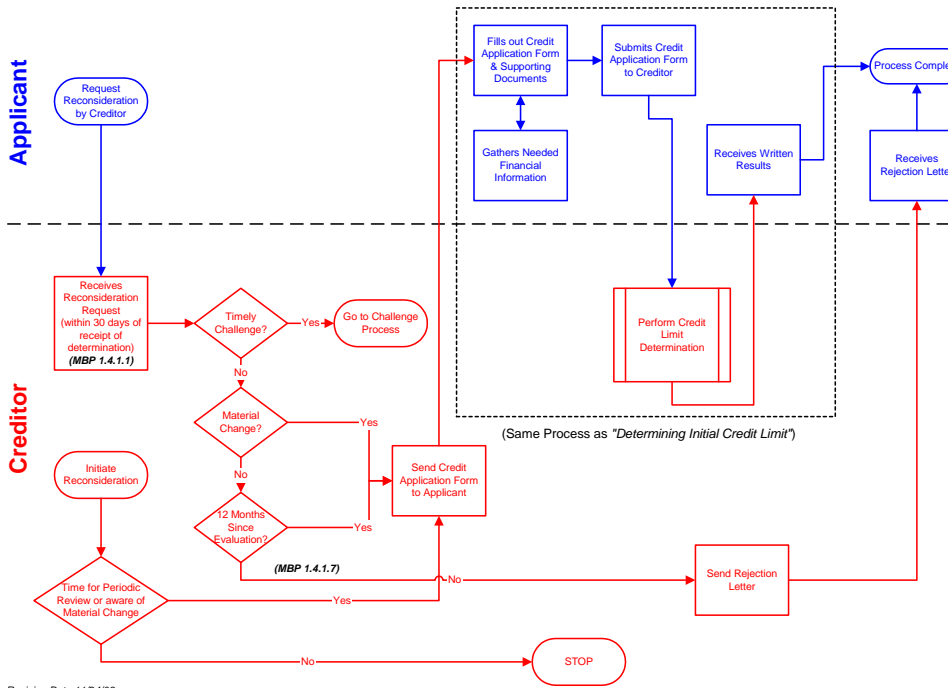 Applicant
Request
Reconsideration
by Creditor
Fills out Credit
Application Form
& Supporting
Documents
Submits Credit
Application Form
to Creditor
Gathers Needed
Financial
Information
Receives Written
Results
Process Comple
Receives
Rejection Lette
Creditor
Receives
Reconsideration
Request
(within 30 days of
receipt of
determination)
(MBP 1.4.1.1)
Timely
Challenge?
Yes
Go to Challenge
Process
No
Material
Change?
Yes
No
12 Months
Since
Evaluation?
Yes
(MBP 1.4.1.7)
No
Send Credit
Application Form
to Applicant
Perform Credit
Limit
Determination
(Same Process as "Determining Initial Credit Limit")
Initiate
Reconsideration
Time for Periodic
Review or aware of
Material Change
Yes
No
STOP
Send Rejection
Letter